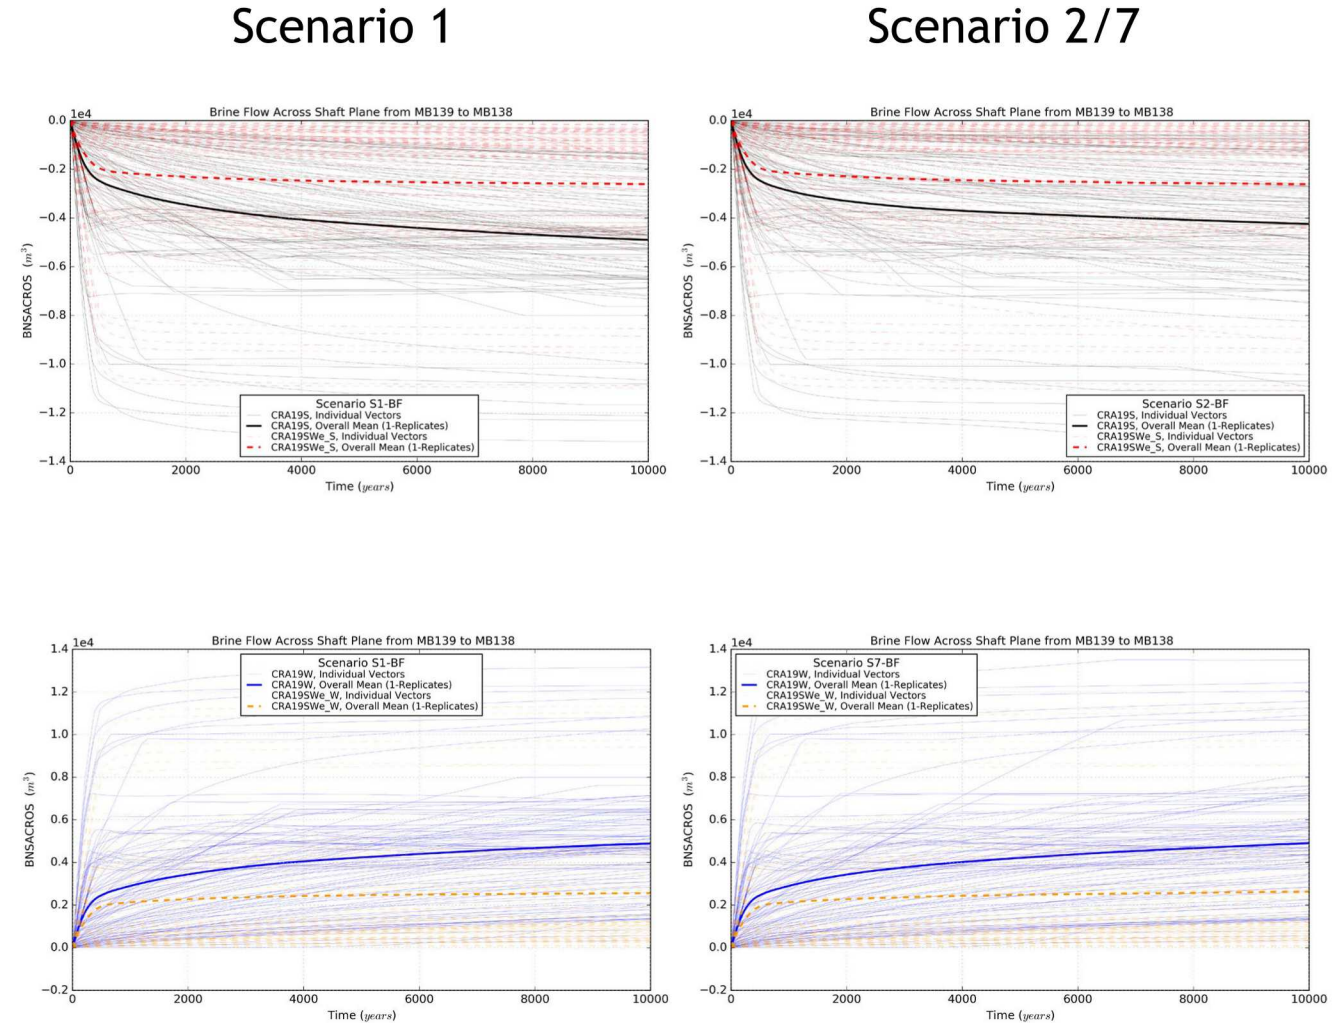 Scenario 1
Scenario 2/7
Brine Flow Across Shaft Plane from MB139 to MB138
1e4
0.0
−0.2
−0.4
−0.6
−0.8
−1.0
−1.2
−1.4
BNSACROS (m³)
Scenario S1-BF
CRA19S, Individual Vectors
CRA19S, Overall Mean (1-Replicates)
CRA19SWe_S, Individual Vectors
CRA19SWe_S, Overall Mean (1-Replicates)
0 2000 4000 6000 8000 10000
Time (years)
Brine Flow Across Shaft Plane from MB139 to MB138
1e4
0.0
−0.2
−0.4
−0.6
−0.8
−1.0
−1.2
−1.4
BNSACROS (m³)
Scenario S2-BF
CRA19S, Individual Vectors
CRA19S, Overall Mean (1-Replicates)
CRA19SWe_S, Individual Vectors
CRA19SWe_S, Overall Mean (1-Replicates)
0 2000 4000 6000 8000 10000
Time (years)
Brine Flow Across Shaft Plane from MB139 to MB138
1e4
1.4
1.2
1.0
0.8
0.6
0.4
0.2
0.0
−0.2
BNSACROS (m³)
Scenario S1-BF
CRA19W, Individual Vectors
CRA19W, Overall Mean (1-Replicates)
CRA19SWe_W, Individual Vectors
CRA19SWe_W, Overall Mean (1-Replicates)
0 2000 4000 6000 8000 10000
Time (years)
Brine Flow Across Shaft Plane from MB139 to MB138
1e4
1.4
1.2
1.0
0.8
0.6
0.4
0.2
0.0
−0.2
BNSACROS (m³)
Scenario S7-BF
CRA19W, Individual Vectors
CRA19W, Overall Mean (1-Replicates)
CRA19SWe_W, Individual Vectors
CRA19SWe_W, Overall Mean (1-Replicates)
0 2000 4000 6000 8000 10000
Time (years)